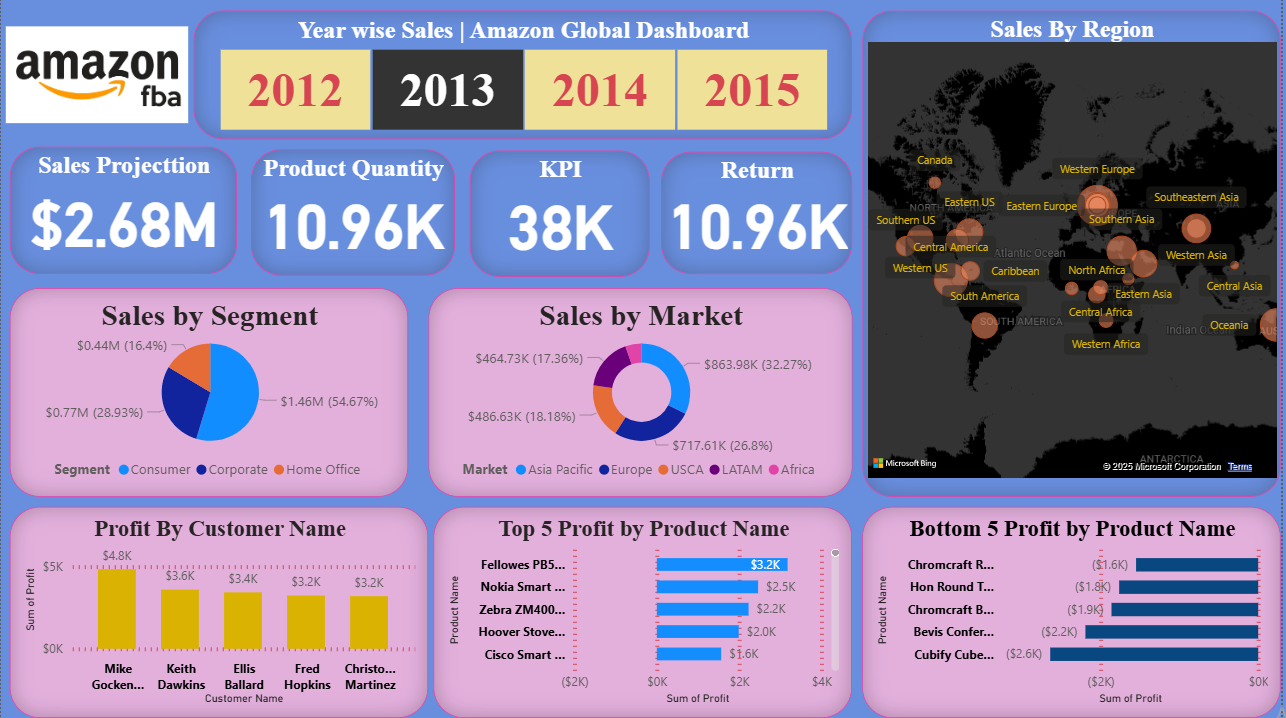 amazon
fba
Year wise Sales | Amazon Global Dashboard
2012
2013
2014
2015
Sales Projecttion
$2.68M
Product Quantity
10.96K
KPI
38K
Return
10.96K
Sales By Region
Canada
Western Europe
NORTH AMERICA
Eastern US
Eastern Europe
Southeastern Asia
Southern US
Southern Asia
Central America
Atlantic Ocean
Western Asia
Western US
Caribbean
North Africa
Central Asia
South America
Eastern Asia
Central Africa
SOUTH AMERICA
Indian Ocean
Oceania
AUS
Western Africa
ANTARCTICA
Microsoft Bing
© 2025 Microsoft Corporation Terms
Sales by Segment
$0.44M (16.4%)
$0.77M (28.93%)
$1.46M (54.67%)
Segment Consumer Corporate Home Office
Sales by Market
$464.73K (17.36%)
$863.98K (32.27%)
$486.63K (18.18%)
$717.61K (26.8%)
Market Asia Pacific Europe USCA LATAM Africa
Profit By Customer Name
Sum of Profit
$5K
$0K
$4.8K
$3.6K
$3.4K
$3.2K
$3.2K
Mike Gocken...
Keith Dawkins
Ellis Ballard
Fred Hopkins
Christo... Martinez
Customer Name
Top 5 Profit by Product Name
Product Name
Fellowes PB5... $3.2K
Nokia Smart ... $2.5K
Zebra ZM400... $2.2K
Hoover Stove... $2.0K
Cisco Smart ... $1.6K
($2K) $0K $2K $4K
Sum of Profit
Bottom 5 Profit by Product Name
Product Name
Chromcraft R... ($1.6K)
Hon Round T... ($1.8K)
Chromcraft B... ($1.9K)
Bevis Confer... ($2.2K)
Cubify Cube... ($2.6K)
($2K) $0K
Sum of Profit